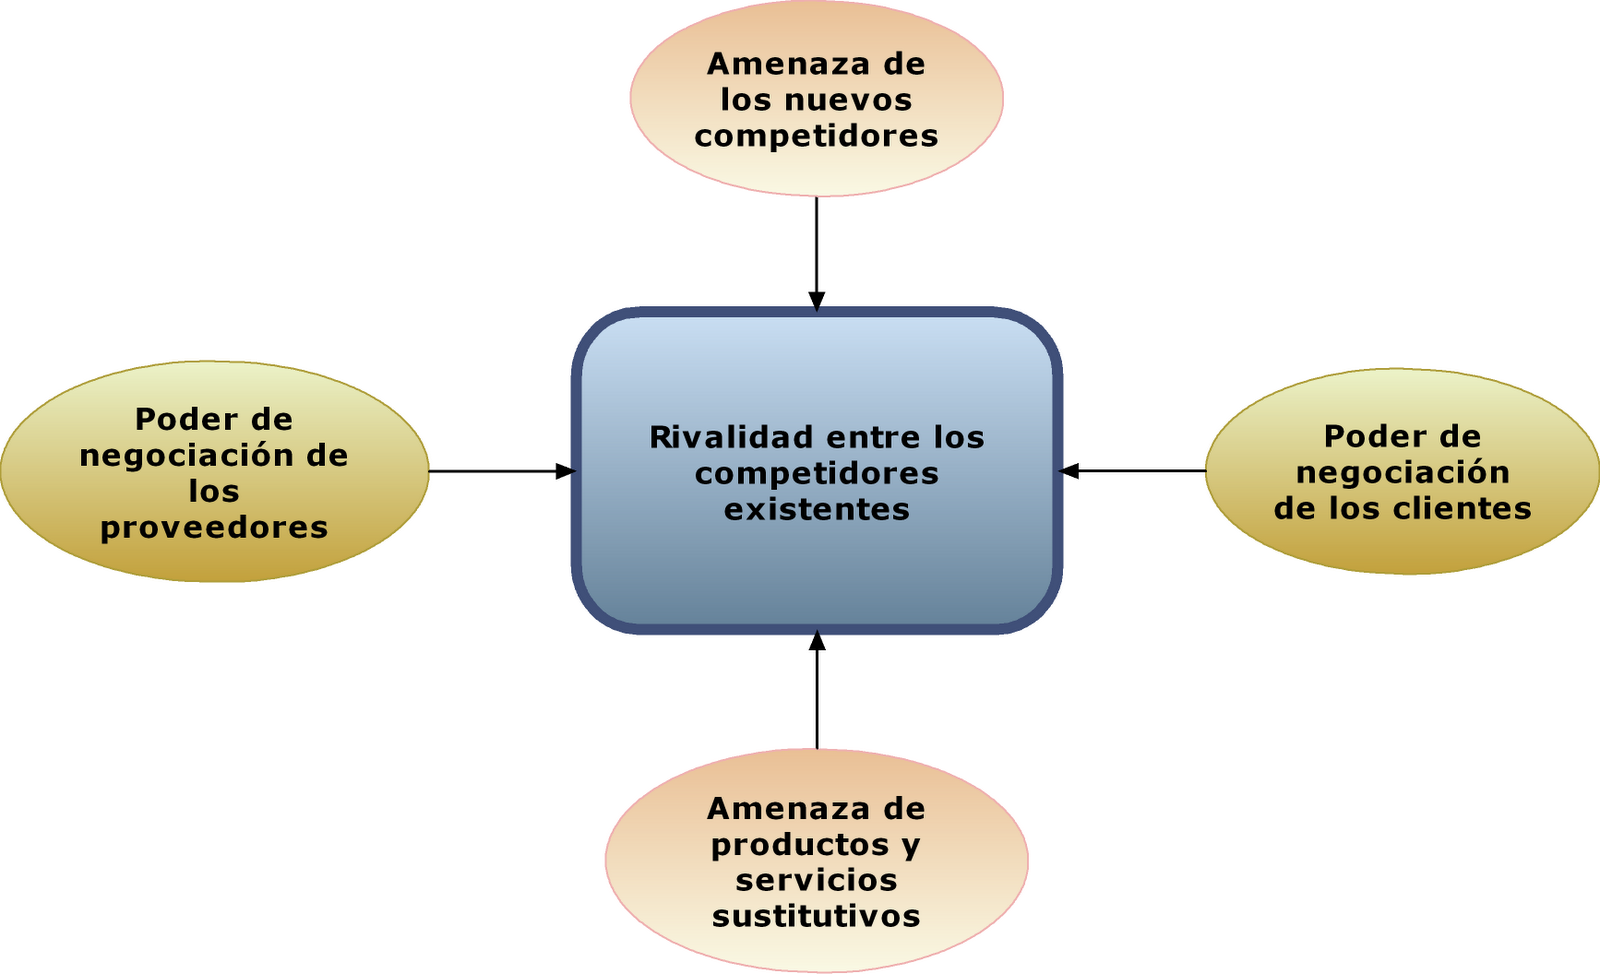 Amenaza de
los nuevos
competidores
Poder de
negociación de
los
proveedores
Rivalidad entre los
competidores
existentes
Poder de
negociación
de los clientes
Amenaza de
productos y
servicios
sustitutivos